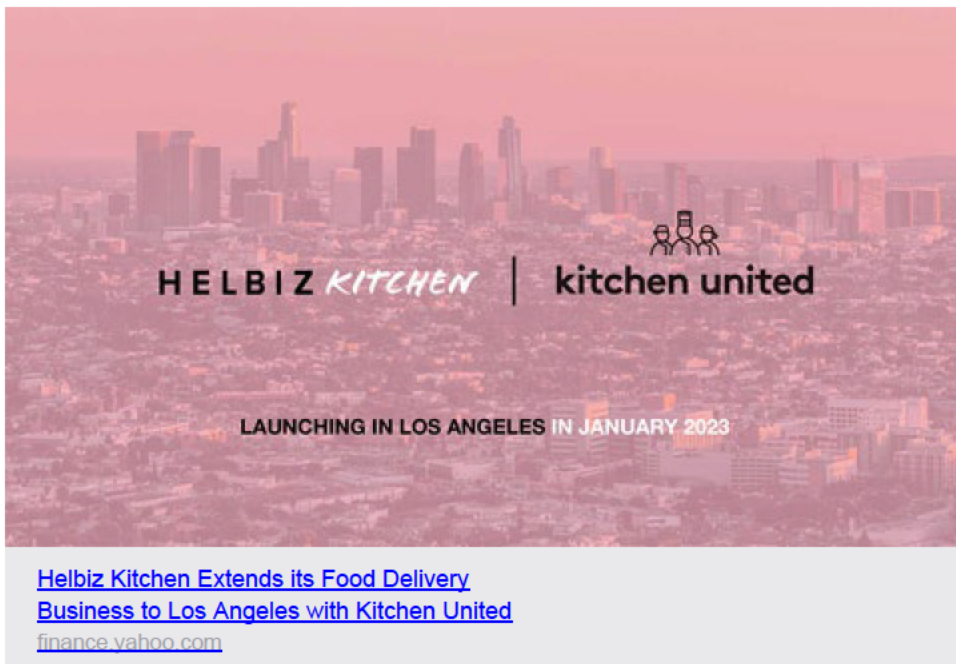 HELBIZ KITCHEN | kitchen united
LAUNCHING IN LOS ANGELES IN JANUARY 2023
Helbiz Kitchen Extends its Food Delivery
Business to Los Angeles with Kitchen United
finance.yahoo.com